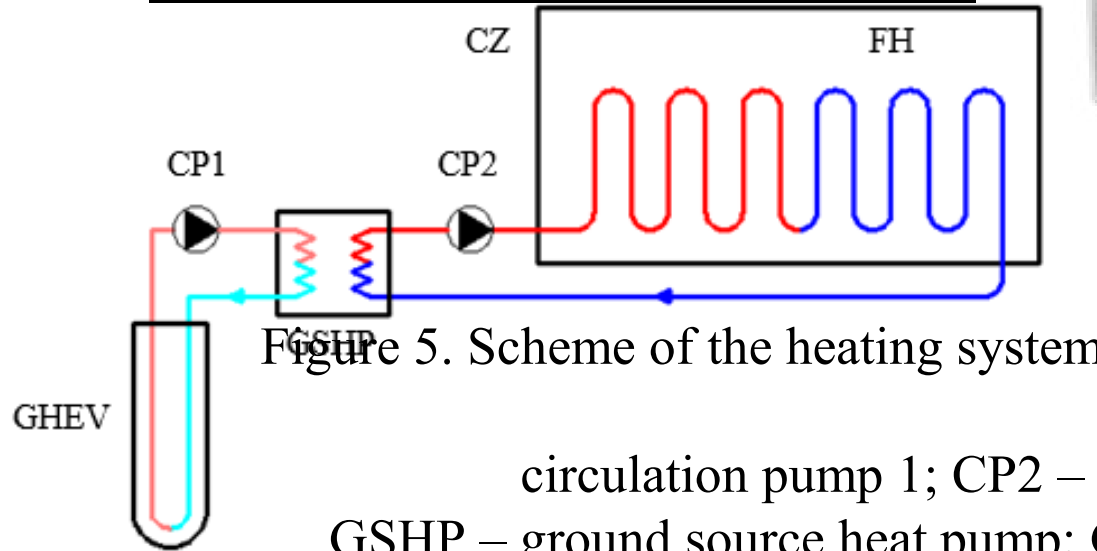 CZ
FH
CP1
CP2
GSHP
Figure 5. Scheme of the heating system
GHEV
circulation pump 1; CP2 –
GSHP – ground source heat pump;